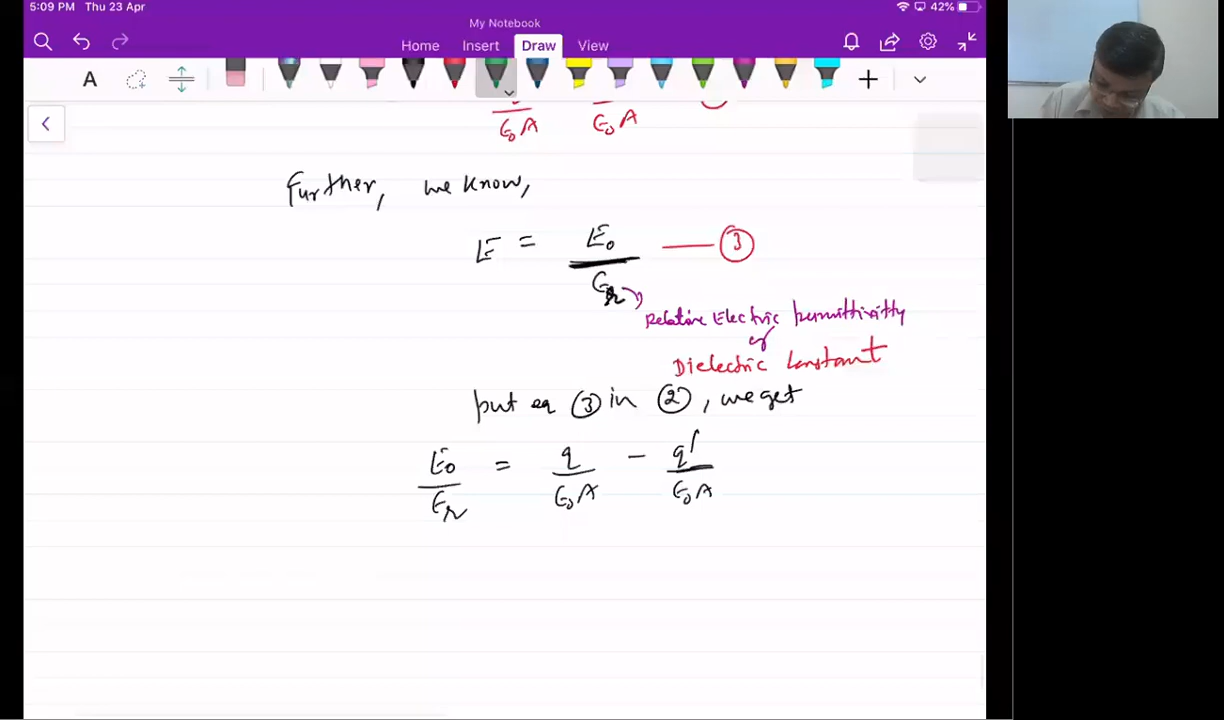 5:09 PM Thu 23 Apr
42%
My Notebook
Home Insert Draw View
A
ϵ₀A ϵ₀A
Further, we know,
E = E₀ / ϵr — ③
Relative Electric permittivitty
or
Dielectric Constant
put eq ③ in ②, we get
E₀ / ϵr = q / ϵ₀A - q' / ϵ₀A